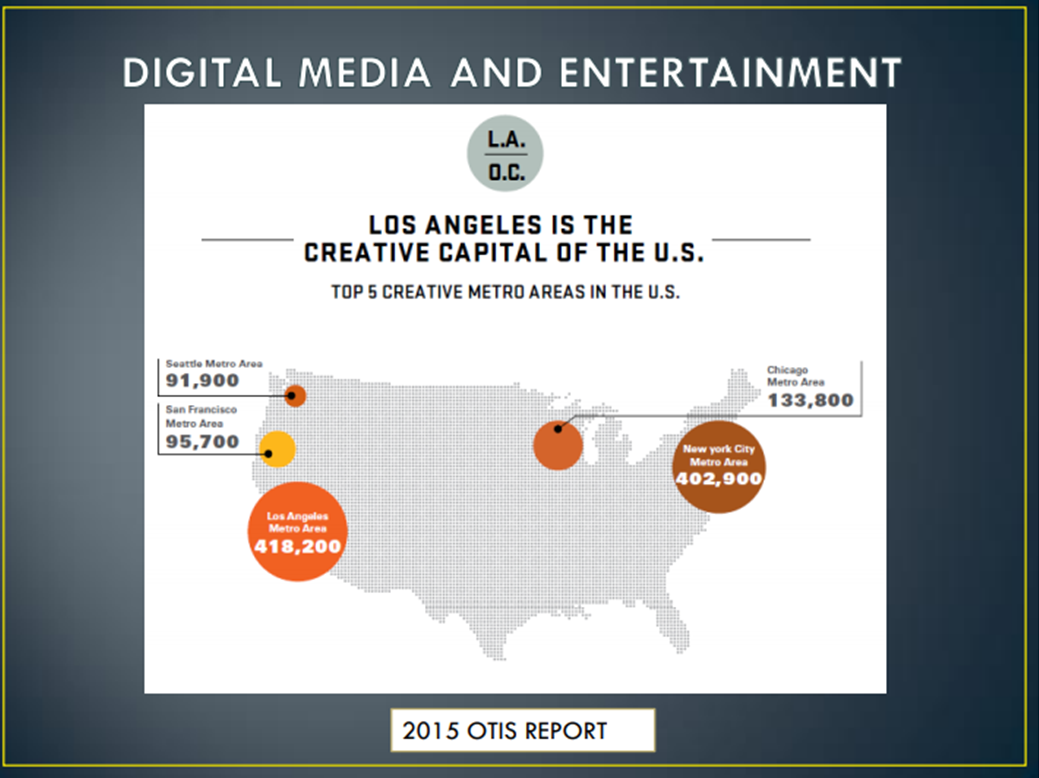 DIGITAL MEDIA AND ENTERTAINMENT
L.A.
O.C.
LOS ANGELES IS THE
CREATIVE CAPITAL OF THE U.S.
TOP 5 CREATIVE METRO AREAS IN THE U.S.
Seattle Metro Area
91,900
San Francisco
Metro Area
95,700
Los Angeles
Metro Area
418,200
Chicago
Metro Area
133,800
New york City
Metro Area
402,900
2015 OTIS REPORT